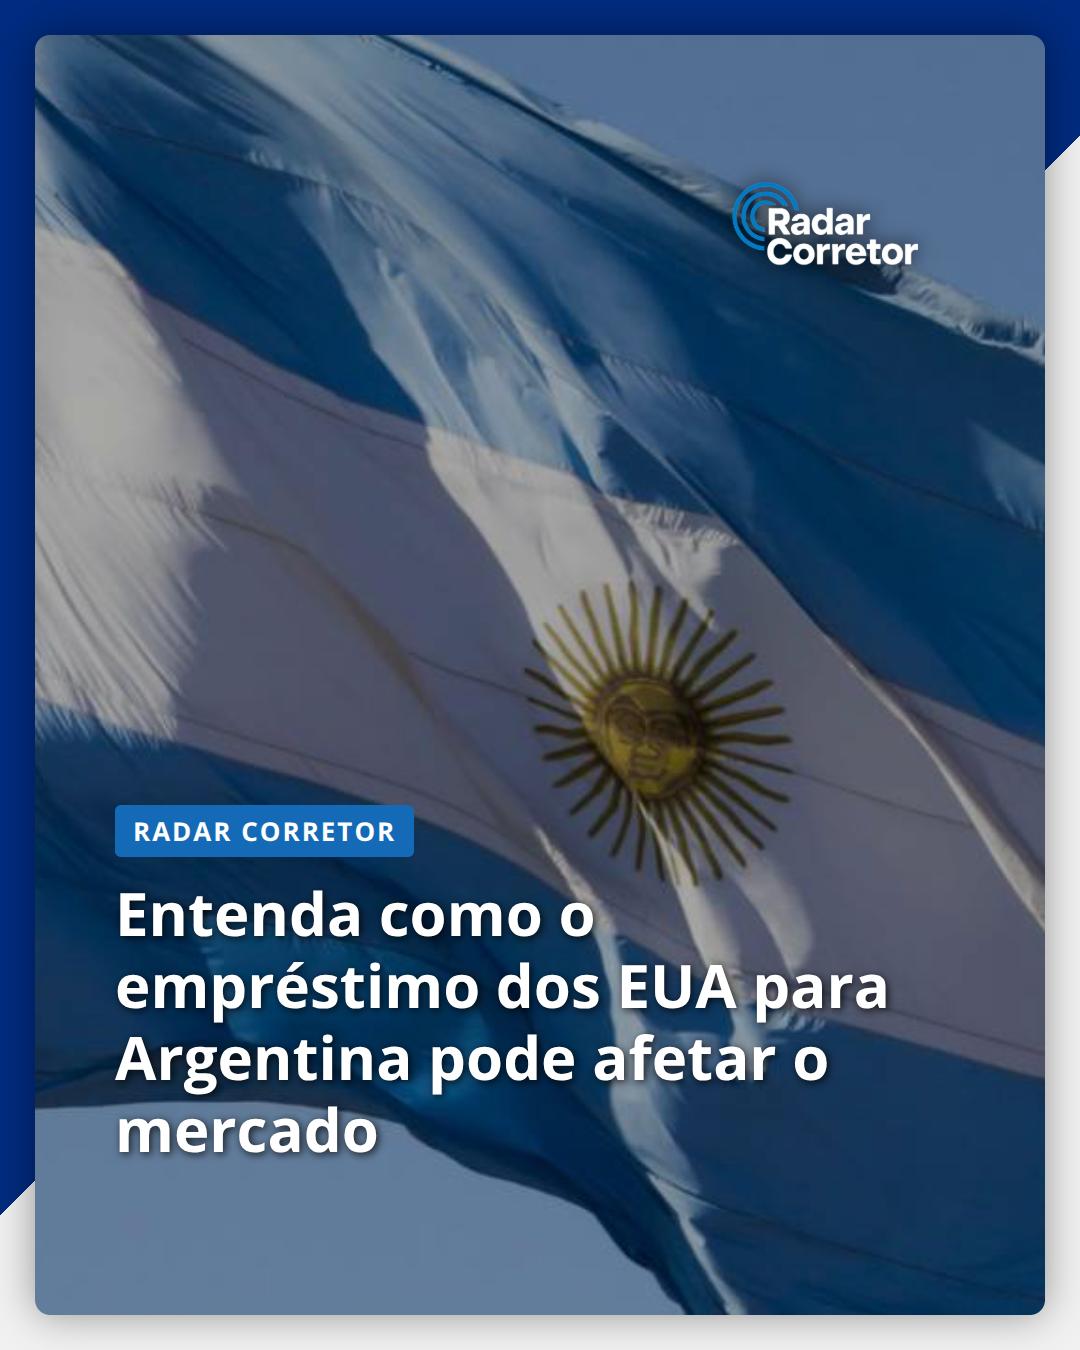 Radar
Corretor
RADAR CORRETOR
Entenda como o
empréstimo dos EUA para
Argentina pode afetar o
mercado